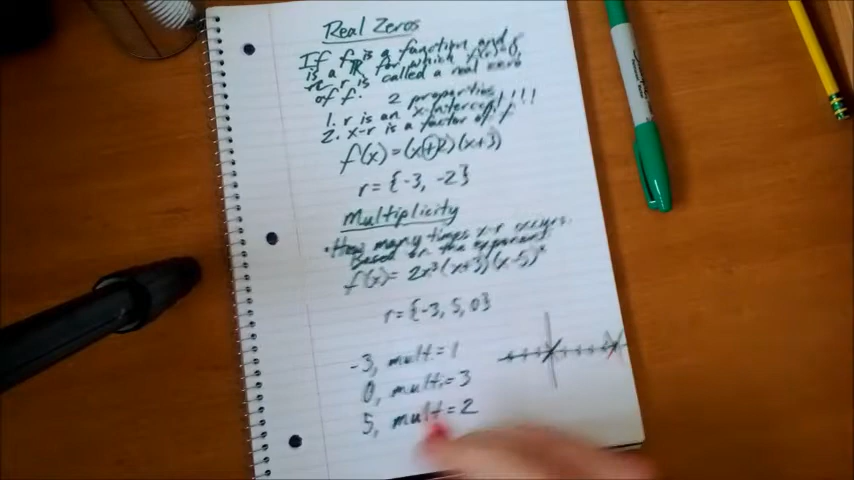 Real Zeros
If f is a function and r
is a ℝ for which f(r)=0,
r is called a real zero
of f. 2 properties
1. r is an x-intercept!!!!
2. x-r is a factor of f
f(x)=(x+2)(x+3)
r={-3, -2}
Multiplicity
•How many times x-r occurs.
Based on the exponent
f(x)=2x³(x+3)(x-5)²
r={-3, 5, 0}
-3, mult=1
0, mult=3
5, mult=2